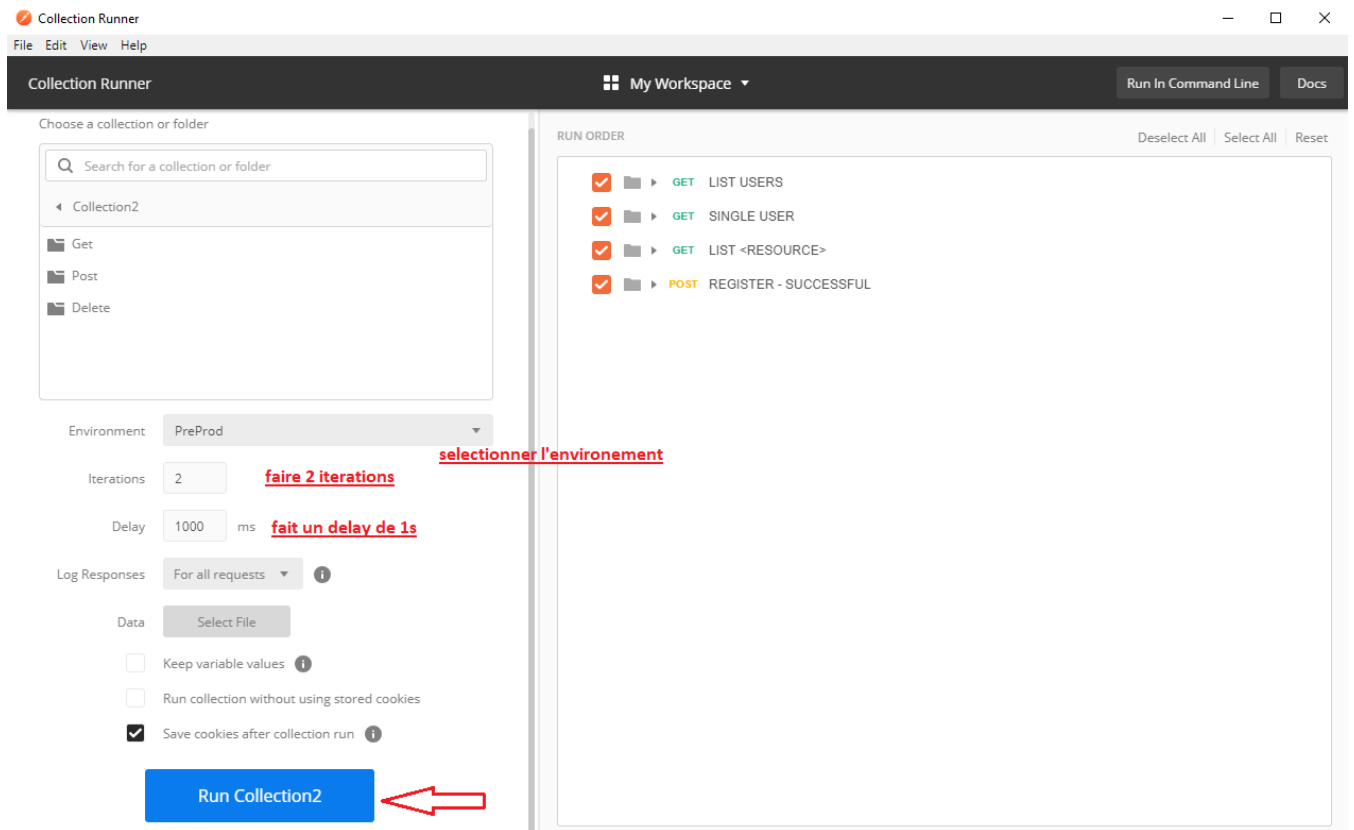 Collection Runner
File Edit View Help
Collection Runner
My Workspace
Run In Command Line
Docs
Choose a collection or folder
Search for a collection or folder
Collection2
Get
Post
Delete
Environment PreProd
selectionner l'environement
Iterations 2 faire 2 iterations
Delay 1000 ms fait un delay de 1s
Log Responses For all requests
Data Select File
Keep variable values
Run collection without using stored cookies
Save cookies after collection run
Run Collection2
RUN ORDER
Deselect All Select All Reset
GET LIST USERS
GET SINGLE USER
GET LIST <RESOURCE>
POST REGISTER - SUCCESSFUL